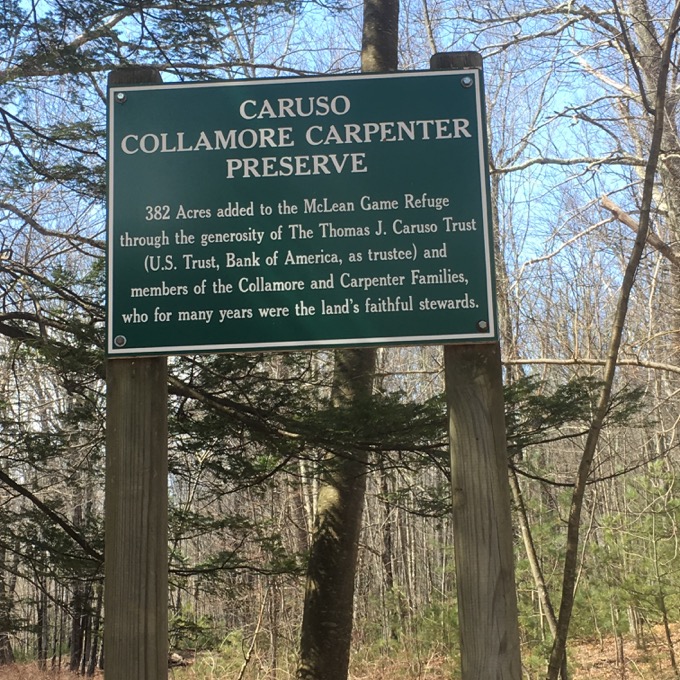 CARUSO
COLLAMORE CARPENTER
PRESERVE
382 Acres added to the McLean Game Refuge
through the generosity of The Thomas J. Caruso Trust
(U.S. Trust, Bank of America, as trustee) and
members of the Collamore and Carpenter Families,
who for many years were the land's faithful stewards.